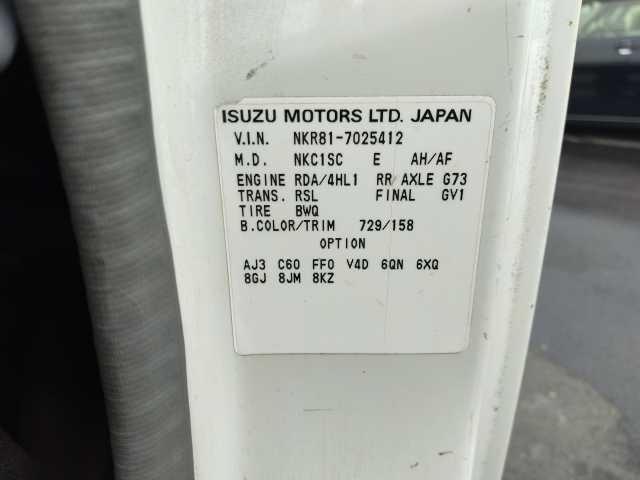 ISUZU MOTORS LTD. JAPAN
V.I.N. NKR81-7025412
M.D. NKC1SC E AH/AF
ENGINE RDA/4HL1 RR AXLE G73
TRANS. RSL FINAL GV1
TIRE BWQ
B.COLOR/TRIM 729/158
OPTION
AJ3 C60 FF0 V4D 6QN 6XQ
8GJ 8JM 8KZ